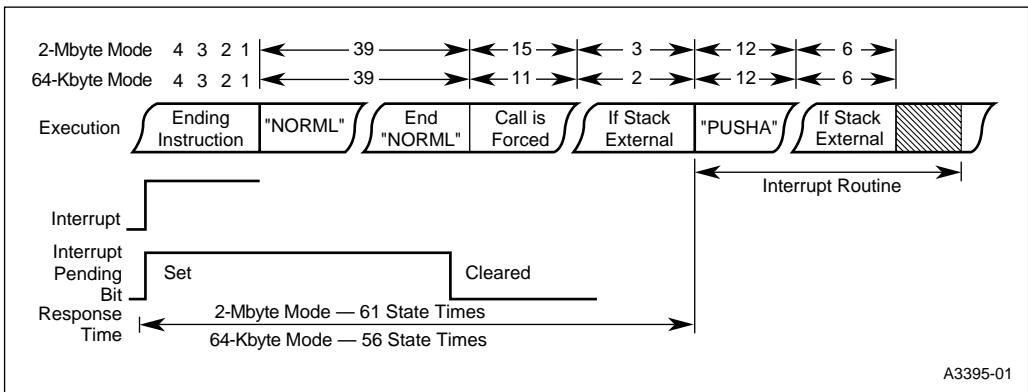 2-Mbyte Mode 4 3 2 1 39 15 3 12 6
64-Kbyte Mode 4 3 2 1 39 11 2 12 6
Execution Ending Instruction "NORML" End "NORML" Call is Forced If Stack External "PUSHA" If Stack External
Interrupt Routine
Interrupt
Interrupt Pending Bit Set Cleared
Response Time 2-Mbyte Mode — 61 State Times
64-Kbyte Mode — 56 State Times
A3395-01